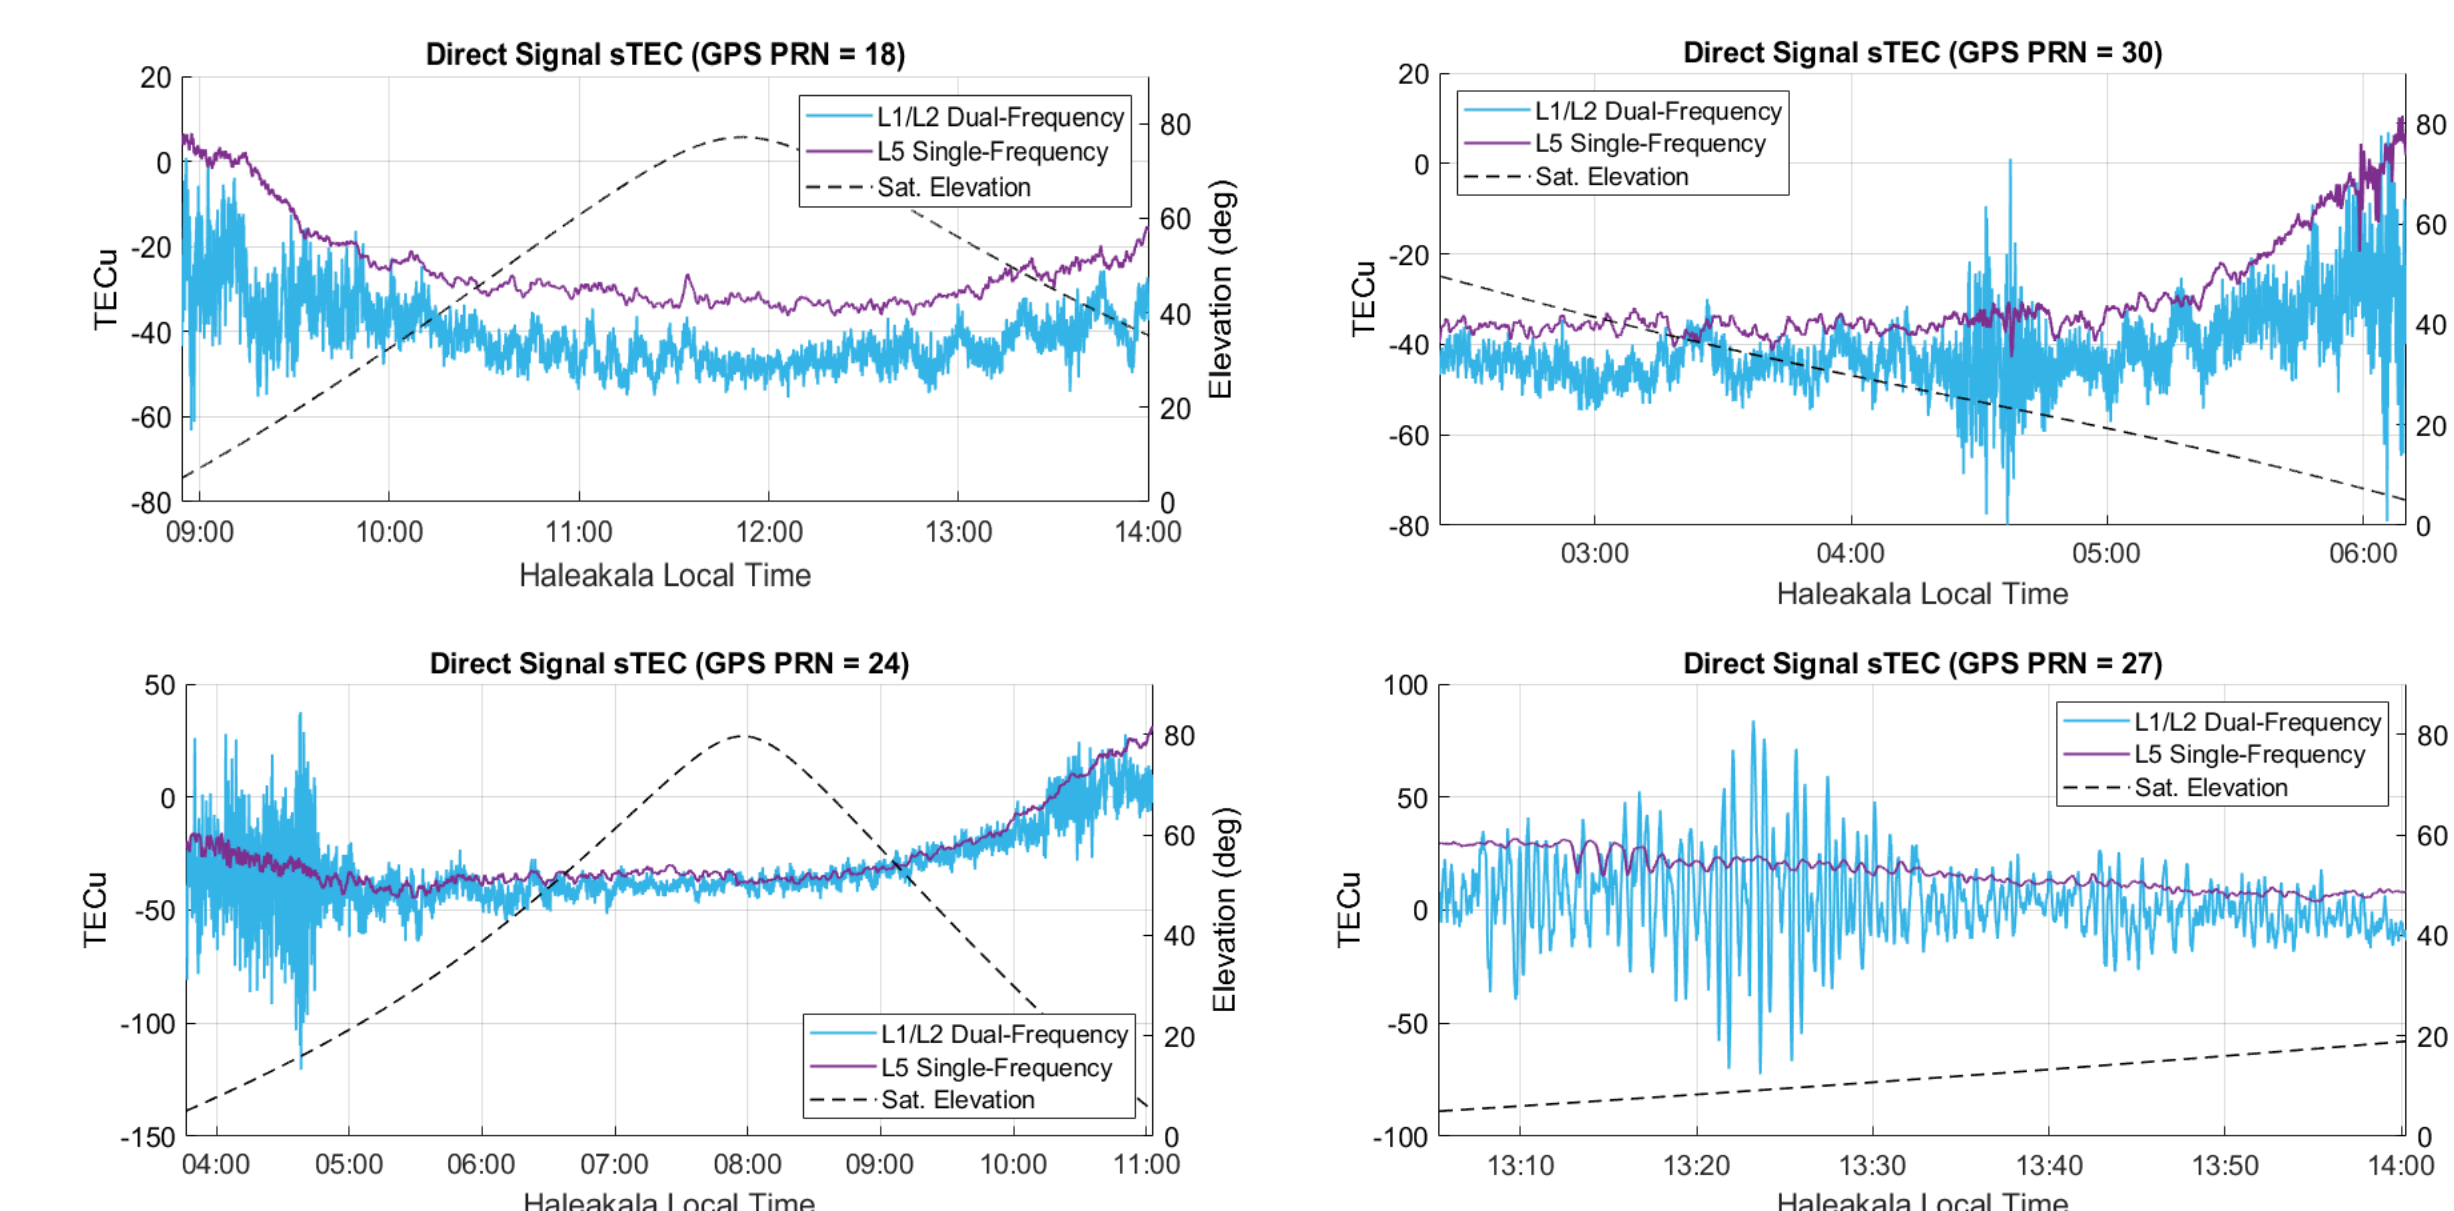 Direct Signal sTEC (GPS PRN = 18)
20
0
-20
-40
-60
-80
TECu
L1/L2 Dual-Frequency
L5 Single-Frequency
Sat. Elevation
80
60
40
20
0
Elevation (deg)
09:00 10:00 11:00 12:00 13:00 14:00
Haleakala Local Time
Direct Signal sTEC (GPS PRN = 30)
20
0
-20
-40
-60
-80
TECu
L1/L2 Dual-Frequency
L5 Single-Frequency
Sat. Elevation
80
60
40
20
0
03:00 04:00 05:00 06:00
Haleakala Local Time
Direct Signal sTEC (GPS PRN = 24)
50
0
-50
-100
-150
TECu
L1/L2 Dual-Frequency
L5 Single-Frequency
Sat. Elevation
80
60
40
20
0
Elevation (deg)
04:00 05:00 06:00 07:00 08:00 09:00 10:00 11:00
Haleakala Local Time
Direct Signal sTEC (GPS PRN = 27)
100
50
0
-50
-100
TECu
L1/L2 Dual-Frequency
L5 Single-Frequency
Sat. Elevation
80
60
40
20
0
13:10 13:20 13:30 13:40 13:50 14:00
Haleakala Local Time